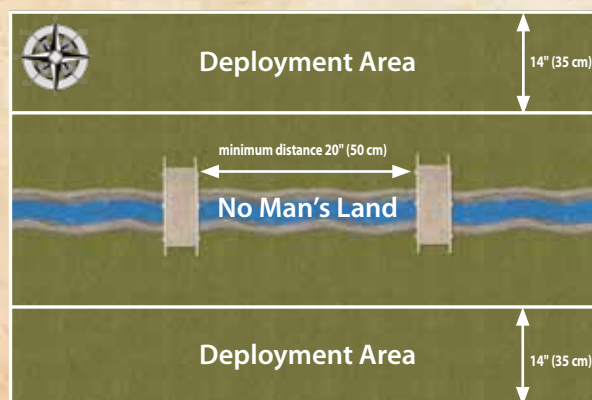 Deployment Area
14" (35 cm)
minimum distance 20" (50 cm)
No Man's Land
Deployment Area
14" (35 cm)